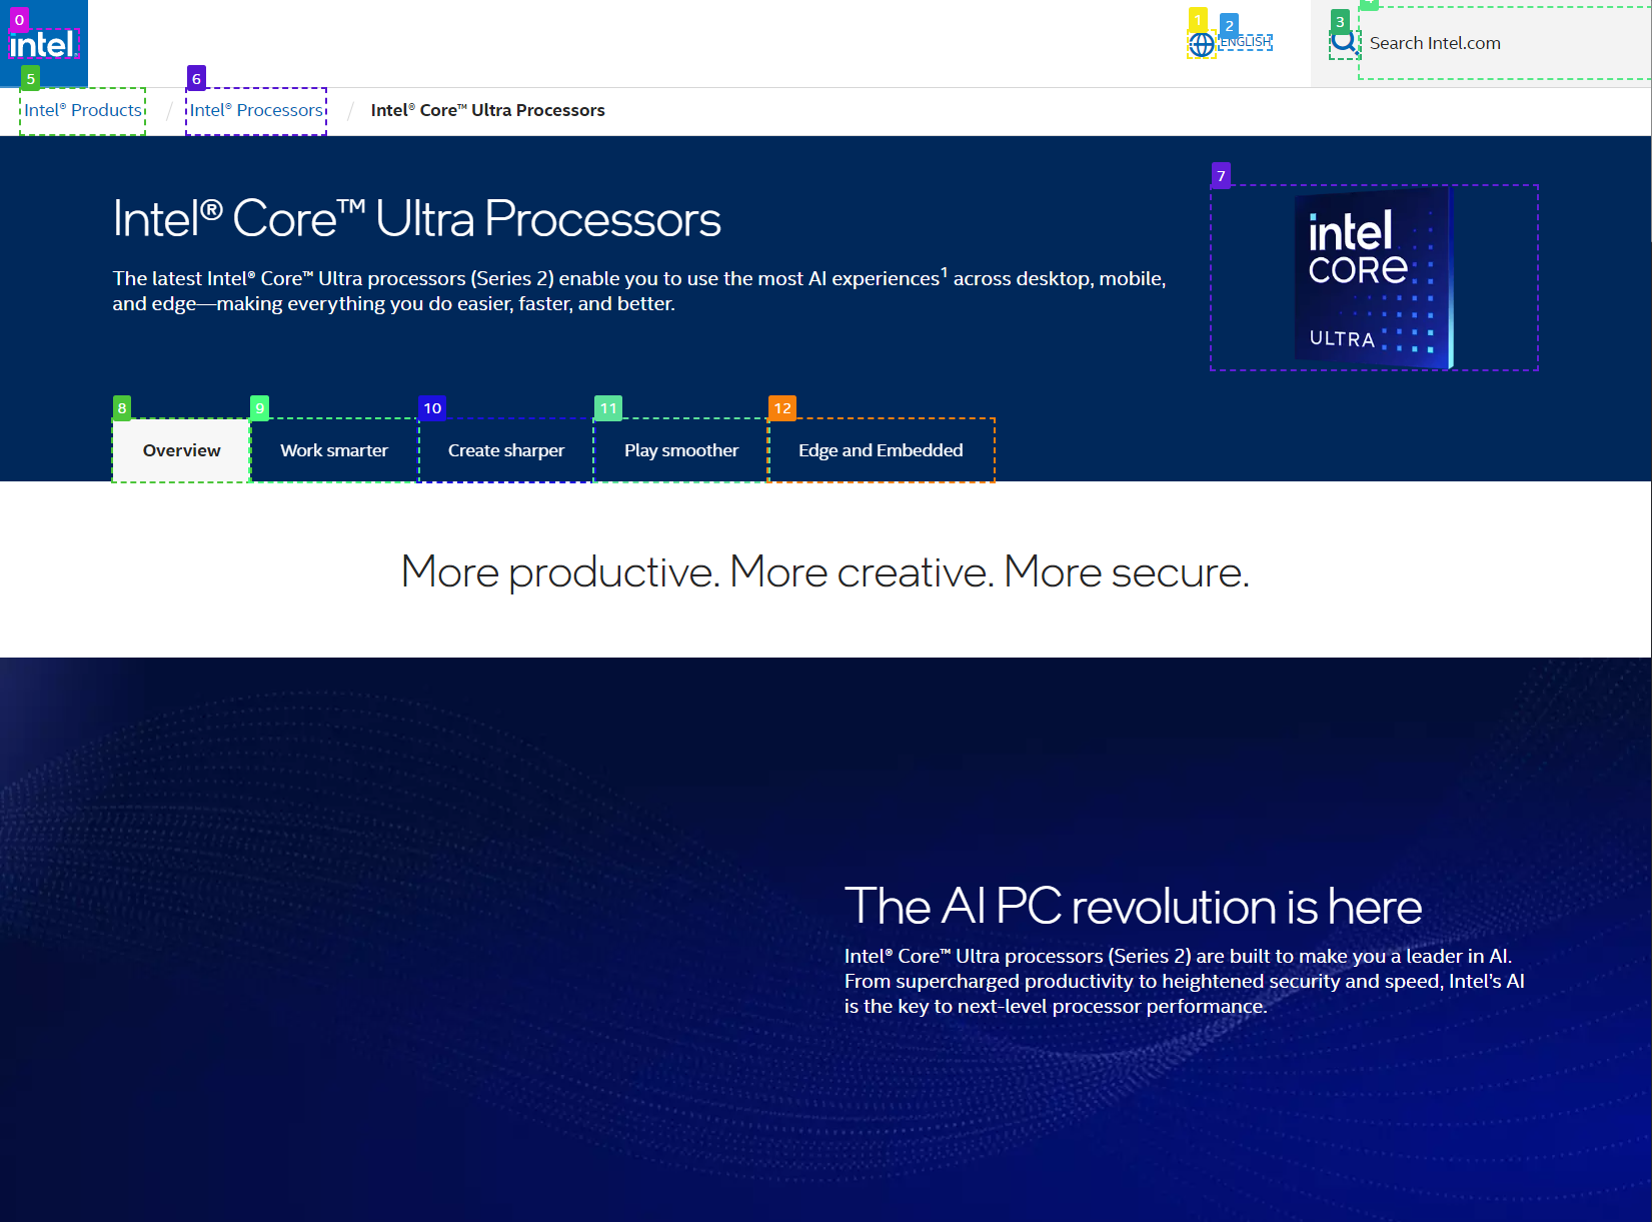 0
intel.
1
2
ENGLISH
3
Search Intel.com
5
Intel® Products
/
6
Intel® Processors
/
Intel® Core™ Ultra Processors
Intel® Core™ Ultra Processors
The latest Intel® Core™ Ultra processors (Series 2) enable you to use the most AI experiences¹ across desktop, mobile,
and edge—making everything you do easier, faster, and better.
7
intel
CORE
ULTRA
8
Overview
9
Work smarter
10
Create sharper
11
Play smoother
12
Edge and Embedded
More productive. More creative. More secure.
The AI PC revolution is here
Intel® Core™ Ultra processors (Series 2) are built to make you a leader in AI.
From supercharged productivity to heightened security and speed, Intel's AI
is the key to next-level processor performance.